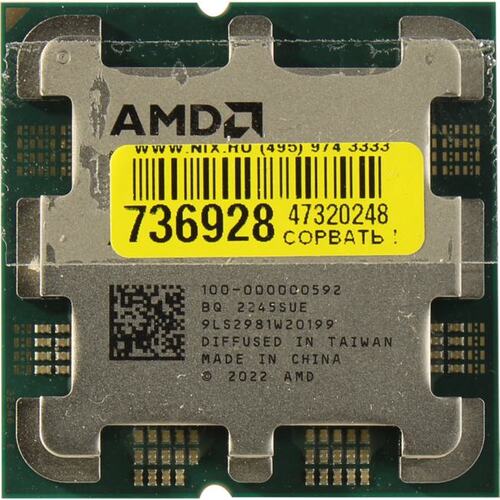 AMD
WWW.NIX.RU (495) 974 3333
736928 47320248
СОРВАТЬ !
100-000000592
BQ 2245SUE
9LS2981W20199
DIFFUSED IN TAIWAN
MADE IN CHINA
© 2022 AMD